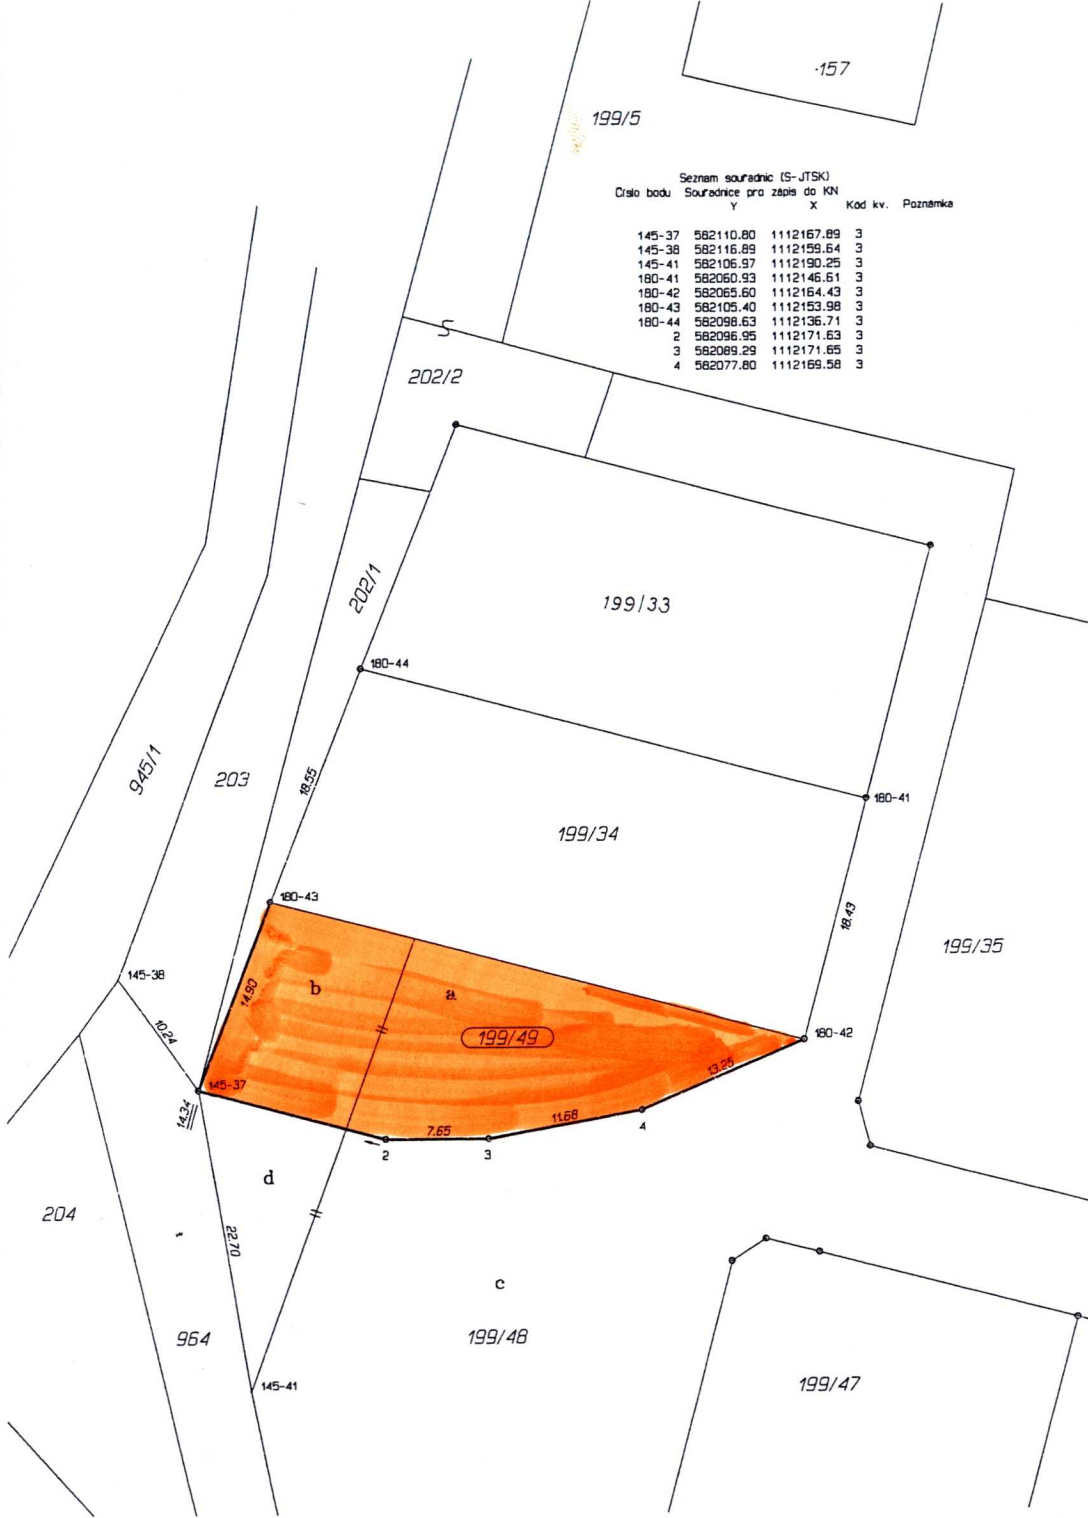 ·157
199/5
Seznam souřadnic (S-JTSK)
Číslo bodu Souřadnice pro zápis do KN
Y X Kód kv. Poznámka
145-37 582110.80 1112167.89 3
145-38 582116.89 1112159.64 3
145-41 582106.97 1112190.25 3
180-41 582060.93 1112146.61 3
180-42 582065.60 1112164.43 3
180-43 582105.40 1112153.98 3
180-44 582098.63 1112136.71 3
2 582096.95 1112171.63 3
3 582089.29 1112171.65 3
4 582077.80 1112169.58 3
202/2
202/1
199/33
180-44
945/1
203
18.55
180-41
199/34
180-43
18.43
199/35
145-38
14.90
b
a
10.24
199/49
180-42
145-37
13.25
14.34
7.65
11.68
4
2
3
d
204
22.70
c
964
199/48
145-41
199/47